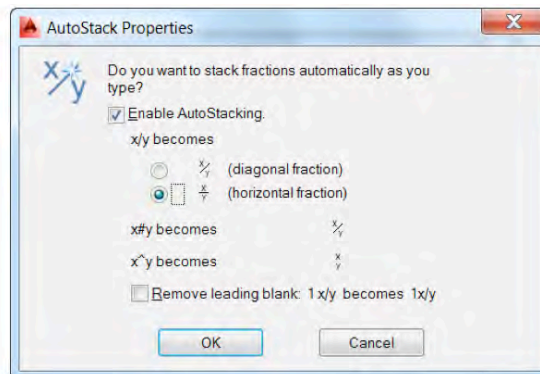 AutoStack Properties
Do you want to stack fractions automatically as you
type?
Enable AutoStacking.
x/y becomes
x/y (diagonal fraction)
x/y (horizontal fraction)
x#y becomes x/y
x^y becomes x y
Remove leading blank: 1 x/y becomes 1x/y
OK Cancel